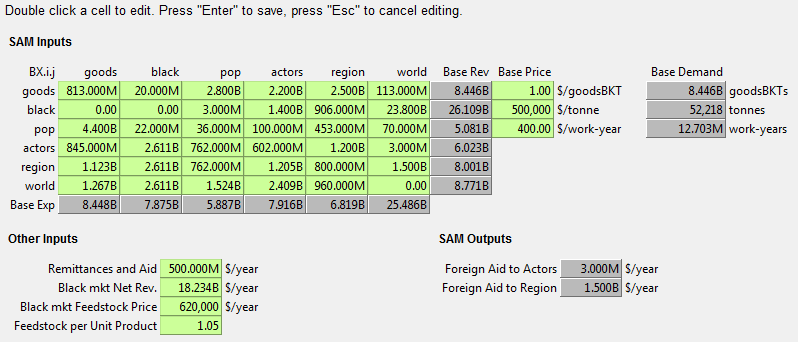 Double click a cell to edit. Press "Enter" to save, press "Esc" to cancel editing.
SAM Inputs
BX.i.j goods black pop actors region world Base Rev Base Price Base Demand
goods 813.000M 20.000M 2.800B 2.200B 2.500B 113.000M 8.446B 1.00 $/goodsBKT 8.446B goodsBKTs
black 0.00 0.00 3.000M 1.400B 906.000M 23.800B 26.109B 500,000 $/tonne 52,218 tonnes
pop 4.400B 22.000M 36.000M 100.000M 453.000M 70.000M 5.081B 400.00 $/work-year 12.703M work-years
actors 845.000M 2.611B 762.000M 602.000M 1.200B 3.000M 6.023B
region 1.123B 2.611B 762.000M 1.205B 800.000M 1.500B 8.001B
world 1.267B 2.611B 1.524B 2.409B 960.000M 0.00 8.771B
Base Exp 8.448B 7.875B 5.887B 7.916B 6.819B 25.486B
Other Inputs SAM Outputs
Remittances and Aid 500.000M $/year Foreign Aid to Actors 3.000M $/year
Black mkt Net Rev. 18.234B $/year Foreign Aid to Region 1.500B $/year
Black mkt Feedstock Price 620,000 $/year
Feedstock per Unit Product 1.05